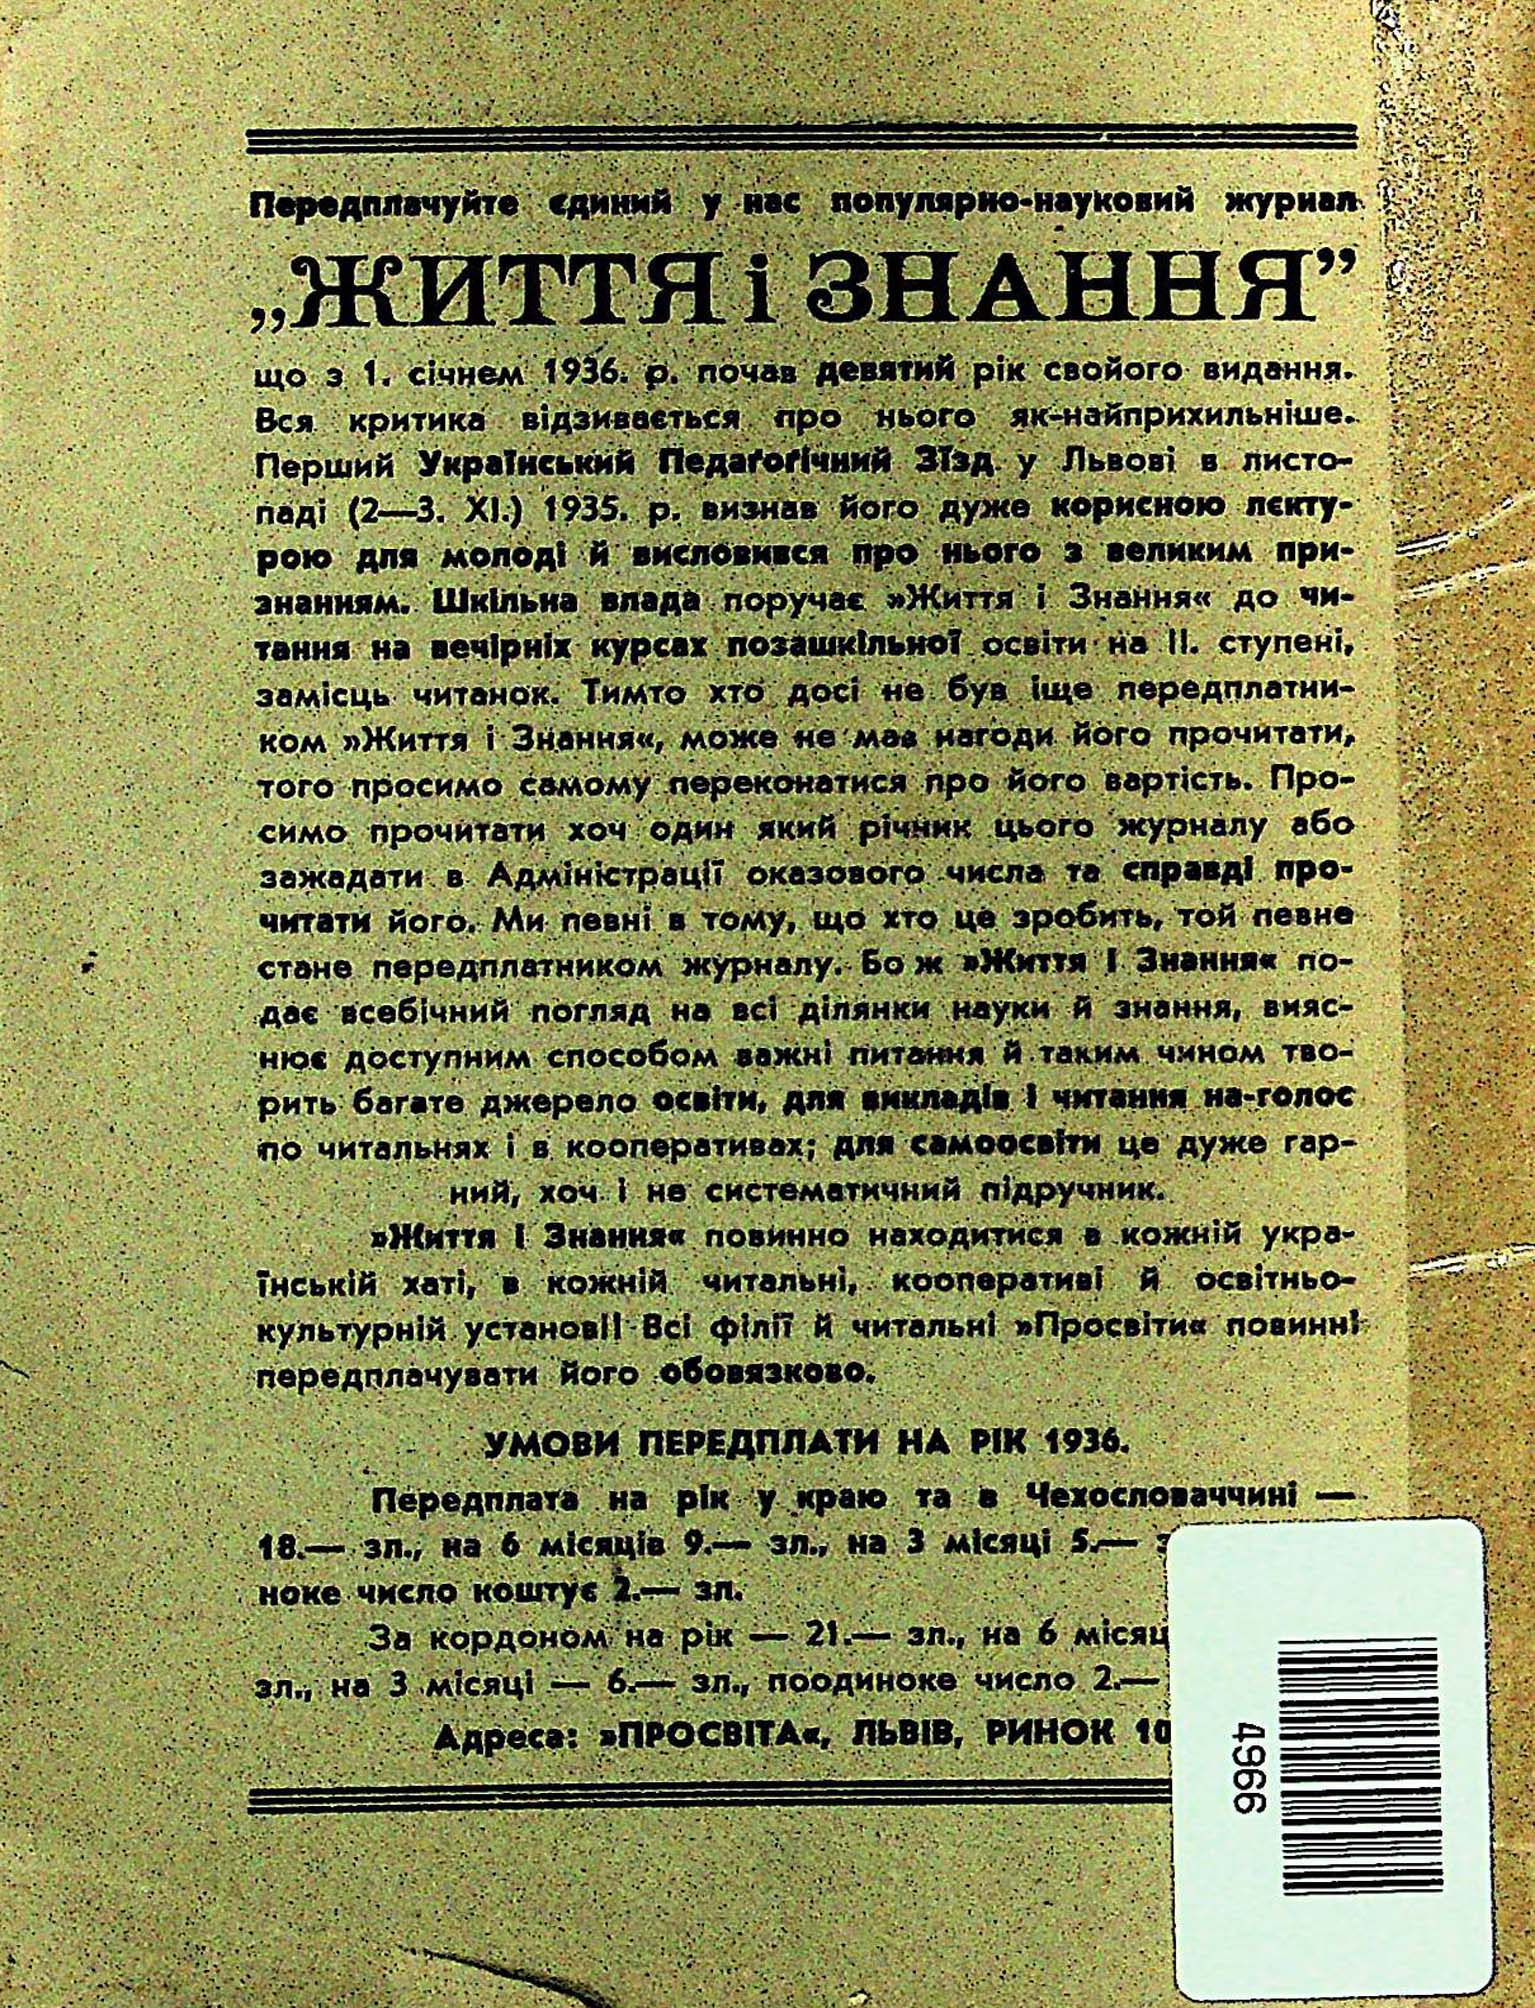 Передплачуйте єдиний у нас популярно-науковий журнал
„ЖИТТЯ і ЗНАННЯ”
що з 1. січнем 1936. р. почав девятий рік свойого видання.
Вся критика відзивається про нього як-найприхильніше.
Перший Український Педаґоґічний Зїзд у Львові в листо-
паді (2—3. XI.) 1935. р. визнав його дуже корисною лєкту-
рою для молоді й висловився про нього з великим при-
знанням. Шкільна влада поручає »Життя і Знання« до чи-
тання на вечірніх курсах позашкільної освіти на II. ступені,
замісць читанок. Тимто хто досі не був іще передплатни-
ком »Життя і Знання«, може не мав нагоди його прочитати,
того просимо самому переконатися про його вартість. Про-
симо прочитати хоч один який річник цього журналу або
зажадати в Адміністрації оказового числа та справді про-
читати його. Ми певні в тому, що хто це зробить, той певне
стане передплатником журналу. Бо ж »Життя і Знання« по-
дає всебічний погляд на всі ділянки науки й знання, вияс-
нює доступним способом важні питання й таким чином тво-
рить багате джерело освіти, для викладів і читання на-голос
по читальнях і в кооперативах; для самоосвіти це дуже гар-
ний, хоч і не систематичний підручник.
»Життя і Знання« повинно находитися в кожній укра-
їнській хаті, в кожній читальні, кооперативі й освітньо-
культурній установі! Всі філії й читальні »Просвіти« повинні
передплачувати його обовязково.
УМОВИ ПЕРЕДПЛАТИ НА РІК 1936.
Передплата на рік у краю та в Чехословаччині —
18.— зл., на 6 місяців 9.— зл., на 3 місяці 5.—
ноке число коштує 2.— зл.
За кордоном на рік — 21.— зл., на 6 місяц
зл., на 3 місяці — 6.— зл., поодиноке число 2.—
Адреса: »ПРОСВІТА«, ЛЬВІВ, РИНОК 10
4966